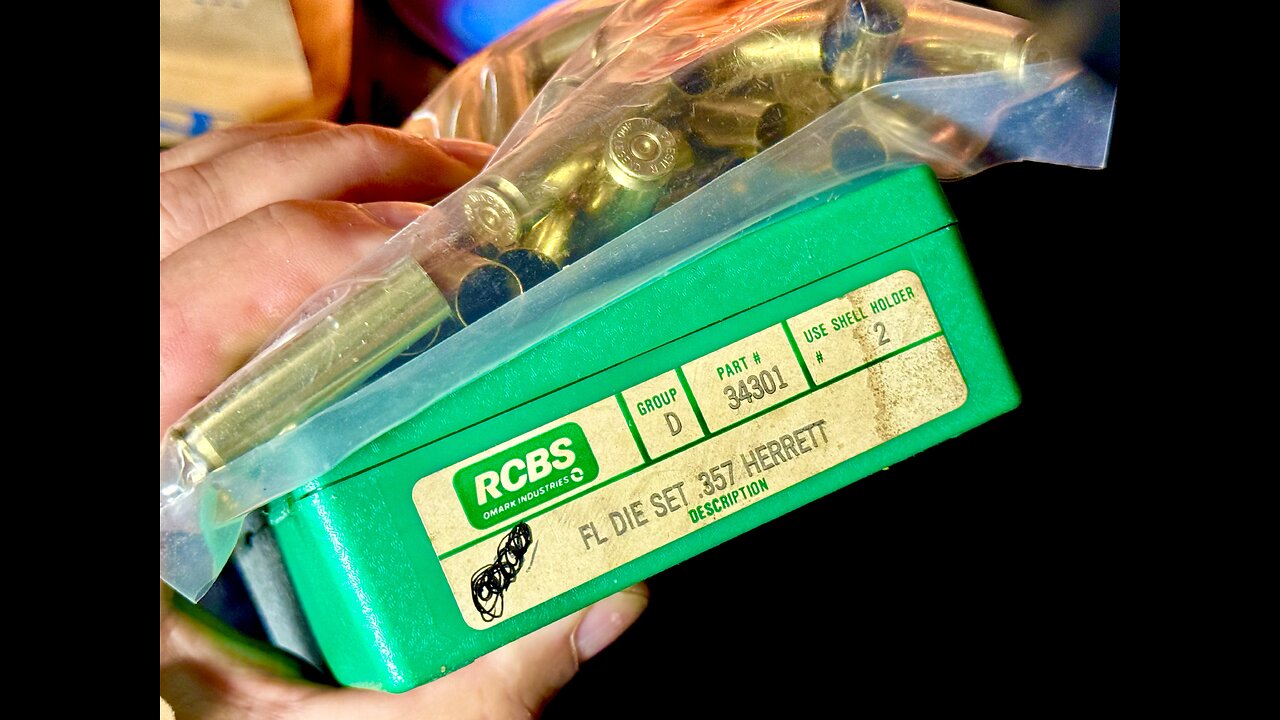 RCBS
OMARK INDUSTRIES
GROUP
D
PART #
34301
USE SHELL HOLDER
# 2
FL DIE SET .357 HERRETT
DESCRIPTION